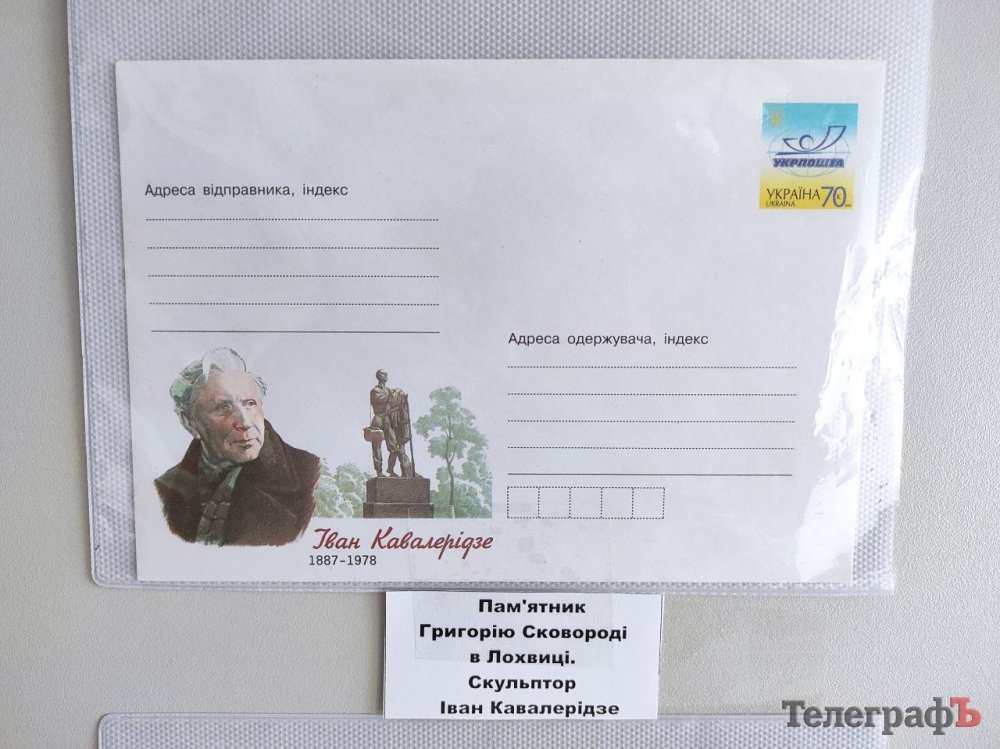 УКРПОШТА
УКРАЇНА 70
UKRAINA
Адреса відправника, індекс
Адреса одержувача, індекс
Іван Кавалерідзе
1887-1978
Пам'ятник
Григорію Сковороді
в Лохвиці.
Скульптор
Іван Кавалерідзе
ТелеграфЪ